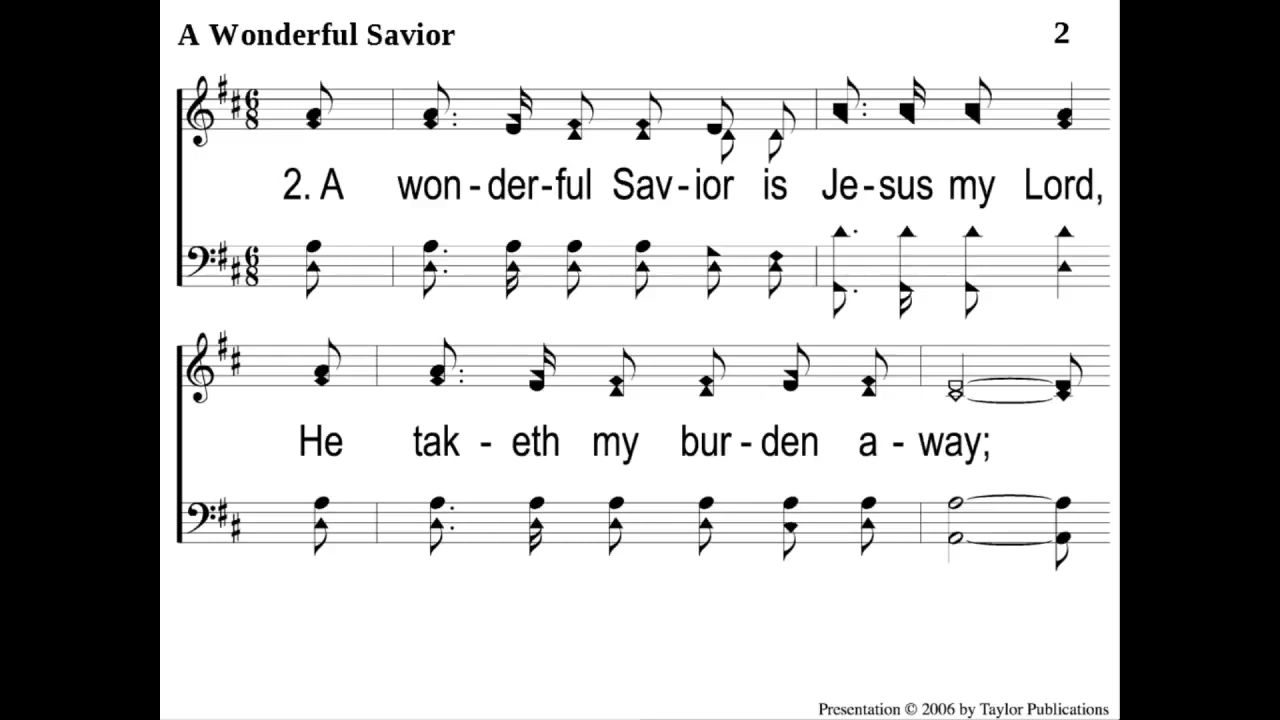 A Wonderful Savior 2
2. A won - der - ful Sav - ior is Je - sus my Lord,
He tak - eth my bur - den a - way;
Presentation © 2006 by Taylor Publications